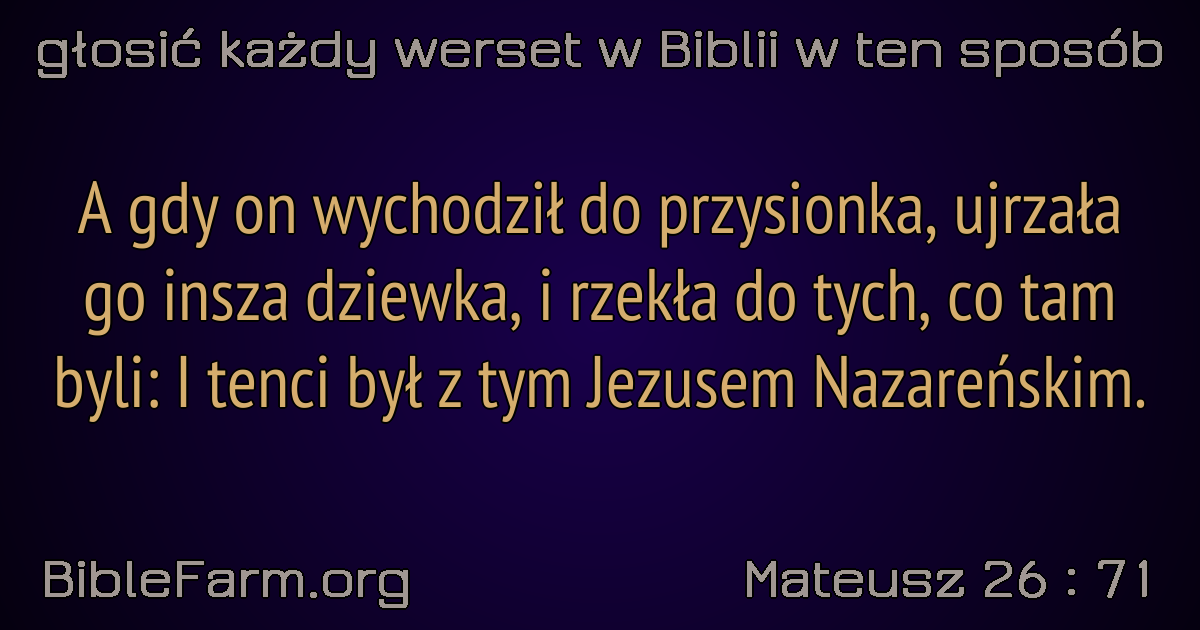 głosić każdy werset w Biblii w ten sposób
A gdy on wychodził do przysionka, ujrzała
go insza dziewka, i rzekła do tych, co tam
byli: I tenci był z tym Jezusem Nazareńskim.
BibleFarm.org
Mateusz 26 : 71